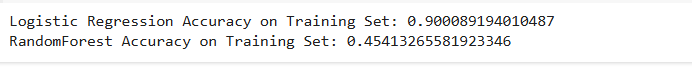 Logistic Regression Accuracy on Training Set: 0.900089194010487
RandomForest Accuracy on Training Set: 0.45413265581923346